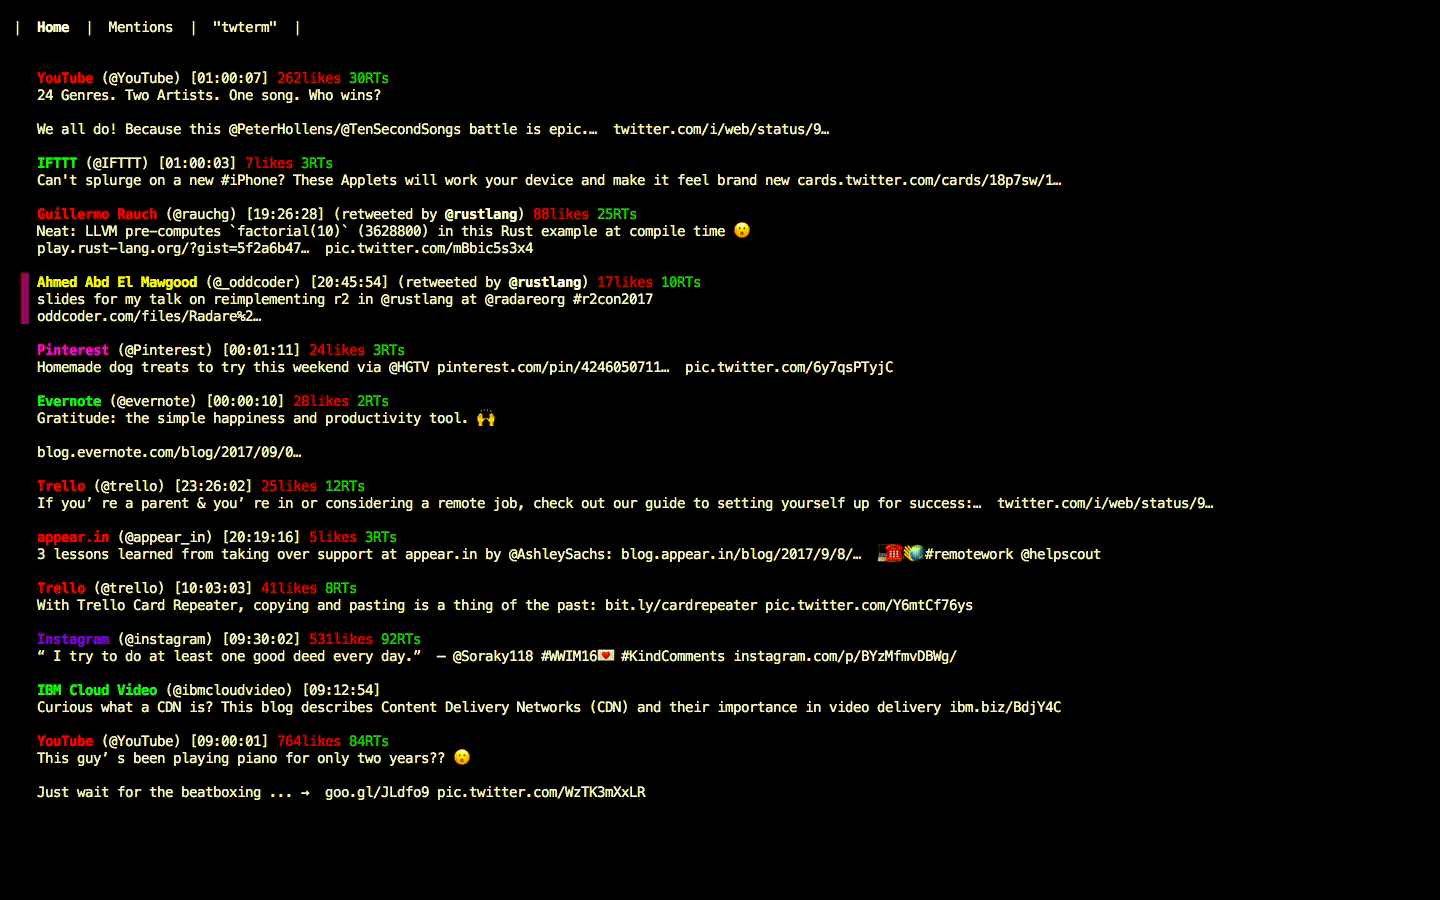 | Home | Mentions | "twterm" |
YouTube (@YouTube) [01:00:07] 262likes 30RTs
24 Genres. Two Artists. One song. Who wins?
We all do! Because this @PeterHollens/@TenSecondSongs battle is epic.… twitter.com/i/web/status/9…
IFTTT (@IFTTT) [01:00:03] 7likes 3RTs
Can't splurge on a new #iPhone? These Applets will work your device and make it feel brand new cards.twitter.com/cards/18p7sw/1…
Guillermo Rauch (@rauchg) [19:26:28] (retweeted by @rustlang) 88likes 25RTs
Neat: LLVM pre–computes `factorial(10)` (3628800) in this Rust example at compile time 😮
play.rust–lang.org/?gist=5f2a6b47… pic.twitter.com/mBbic5s3x4
Ahmed Abd El Mawgood (@_oddcoder) [20:45:54] (retweeted by @rustlang) 17likes 10RTs
slides for my talk on reimplementing r2 in @rustlang at @radareorg #r2con2017
oddcoder.com/files/Radare%2…
Pinterest (@Pinterest) [00:01:11] 24likes 3RTs
Homemade dog treats to try this weekend via @HGTV pinterest.com/pin/4246050711… pic.twitter.com/6y7qsPTyjC
Evernote (@evernote) [00:00:10] 28likes 2RTs
Gratitude: the simple happiness and productivity tool. 🙌
blog.evernote.com/blog/2017/09/0…
Trello (@trello) [23:26:02] 25likes 12RTs
If you’ re a parent & you’ re in or considering a remote job, check out our guide to setting yourself up for success:… twitter.com/i/web/status/9…
appear.in (@appear_in) [20:19:16] 5likes 3RTs
3 lessons learned from taking over support at appear.in by @AshleySachs: blog.appear.in/blog/2017/9/8/… #remotework @helpscout
Trello (@trello) [10:03:03] 41likes 8RTs
With Trello Card Repeater, copying and pasting is a thing of the past: bit.ly/cardrepeater pic.twitter.com/Y6mtCf76ys
Instagram (@instagram) [09:30:02] 531likes 92RTs
“ I try to do at least one good deed every day.” — @Soraky118 #WWIM16💌 #KindComments instagram.com/p/BYzMfmvDBWg/
IBM Cloud Video (@ibmcloudvideo) [09:12:54]
Curious what a CDN is? This blog describes Content Delivery Networks (CDN) and their importance in video delivery ibm.biz/BdjY4C
YouTube (@YouTube) [09:00:01] 764likes 84RTs
This guy’ s been playing piano for only two years?? 😮
Just wait for the beatboxing ... → goo.gl/JLdfo9 pic.twitter.com/WzTK3mXxLR